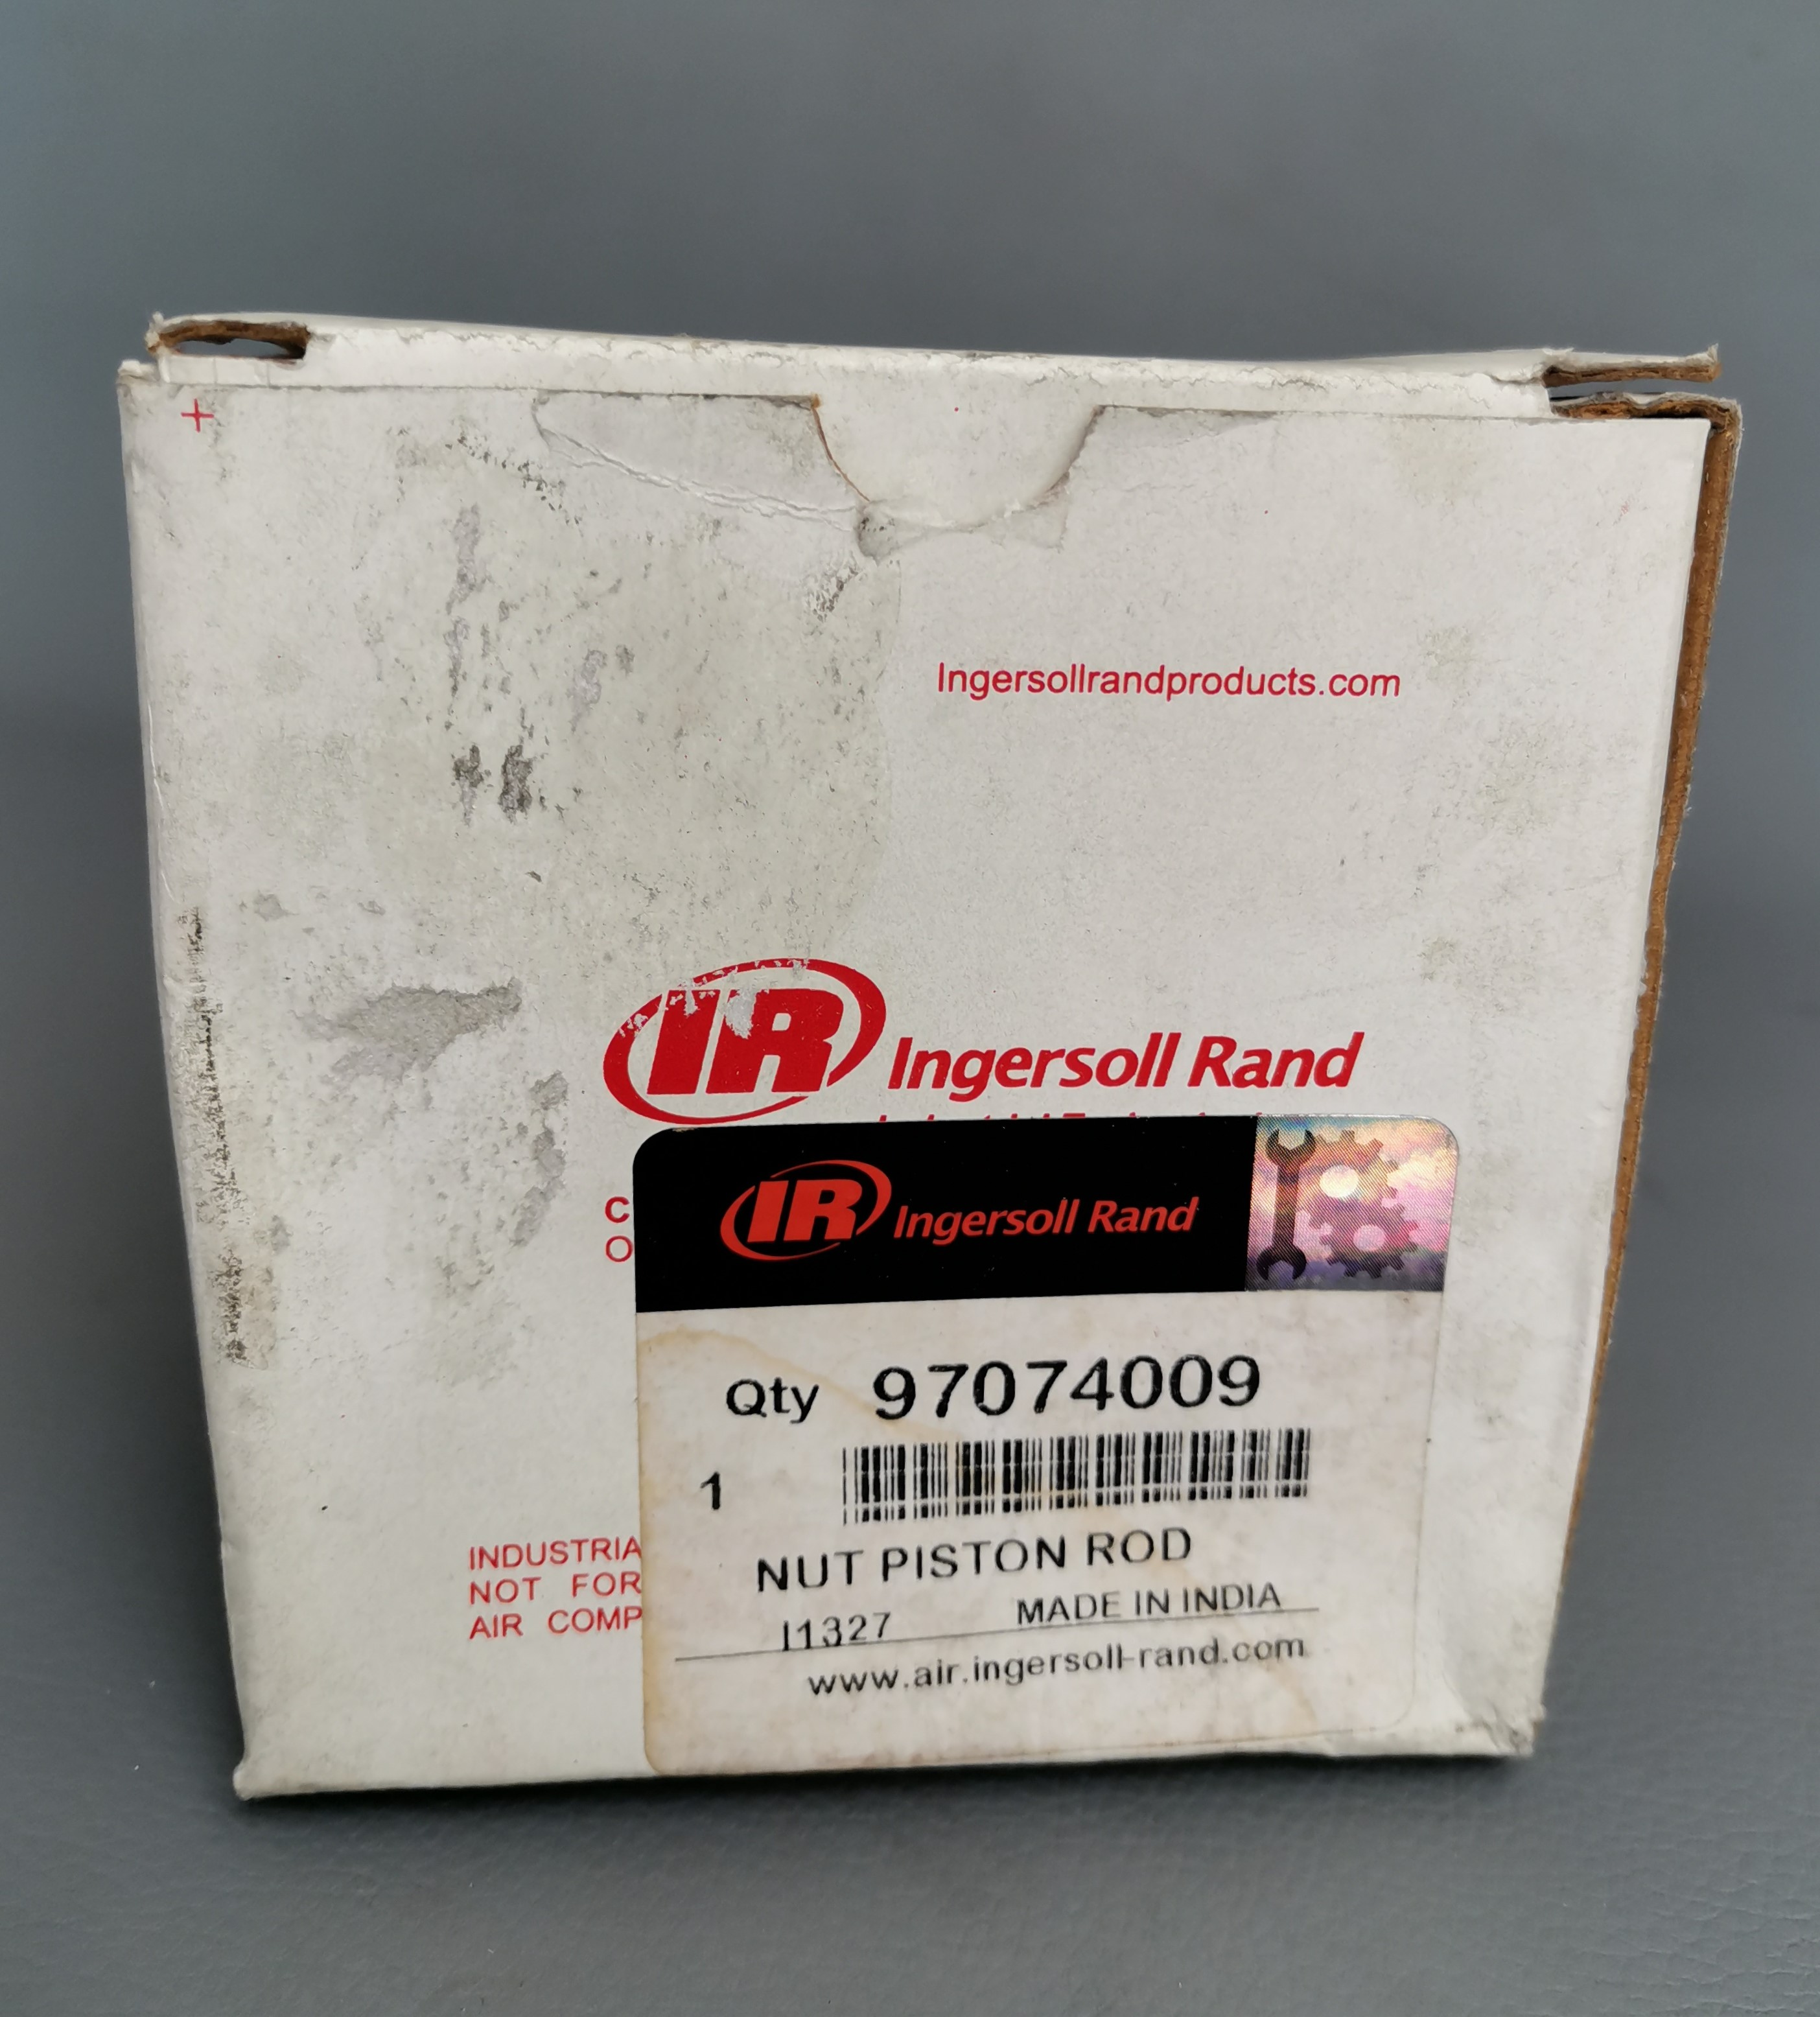 Ingersollrandproducts.com
IR Ingersoll Rand
C
O
IR Ingersoll Rand
Qty 97074009
1
NUT PISTON ROD
I1327 MADE IN INDIA
www.air.ingersoll-rand.com
INDUSTRIA
NOT FOR
AIR COMP